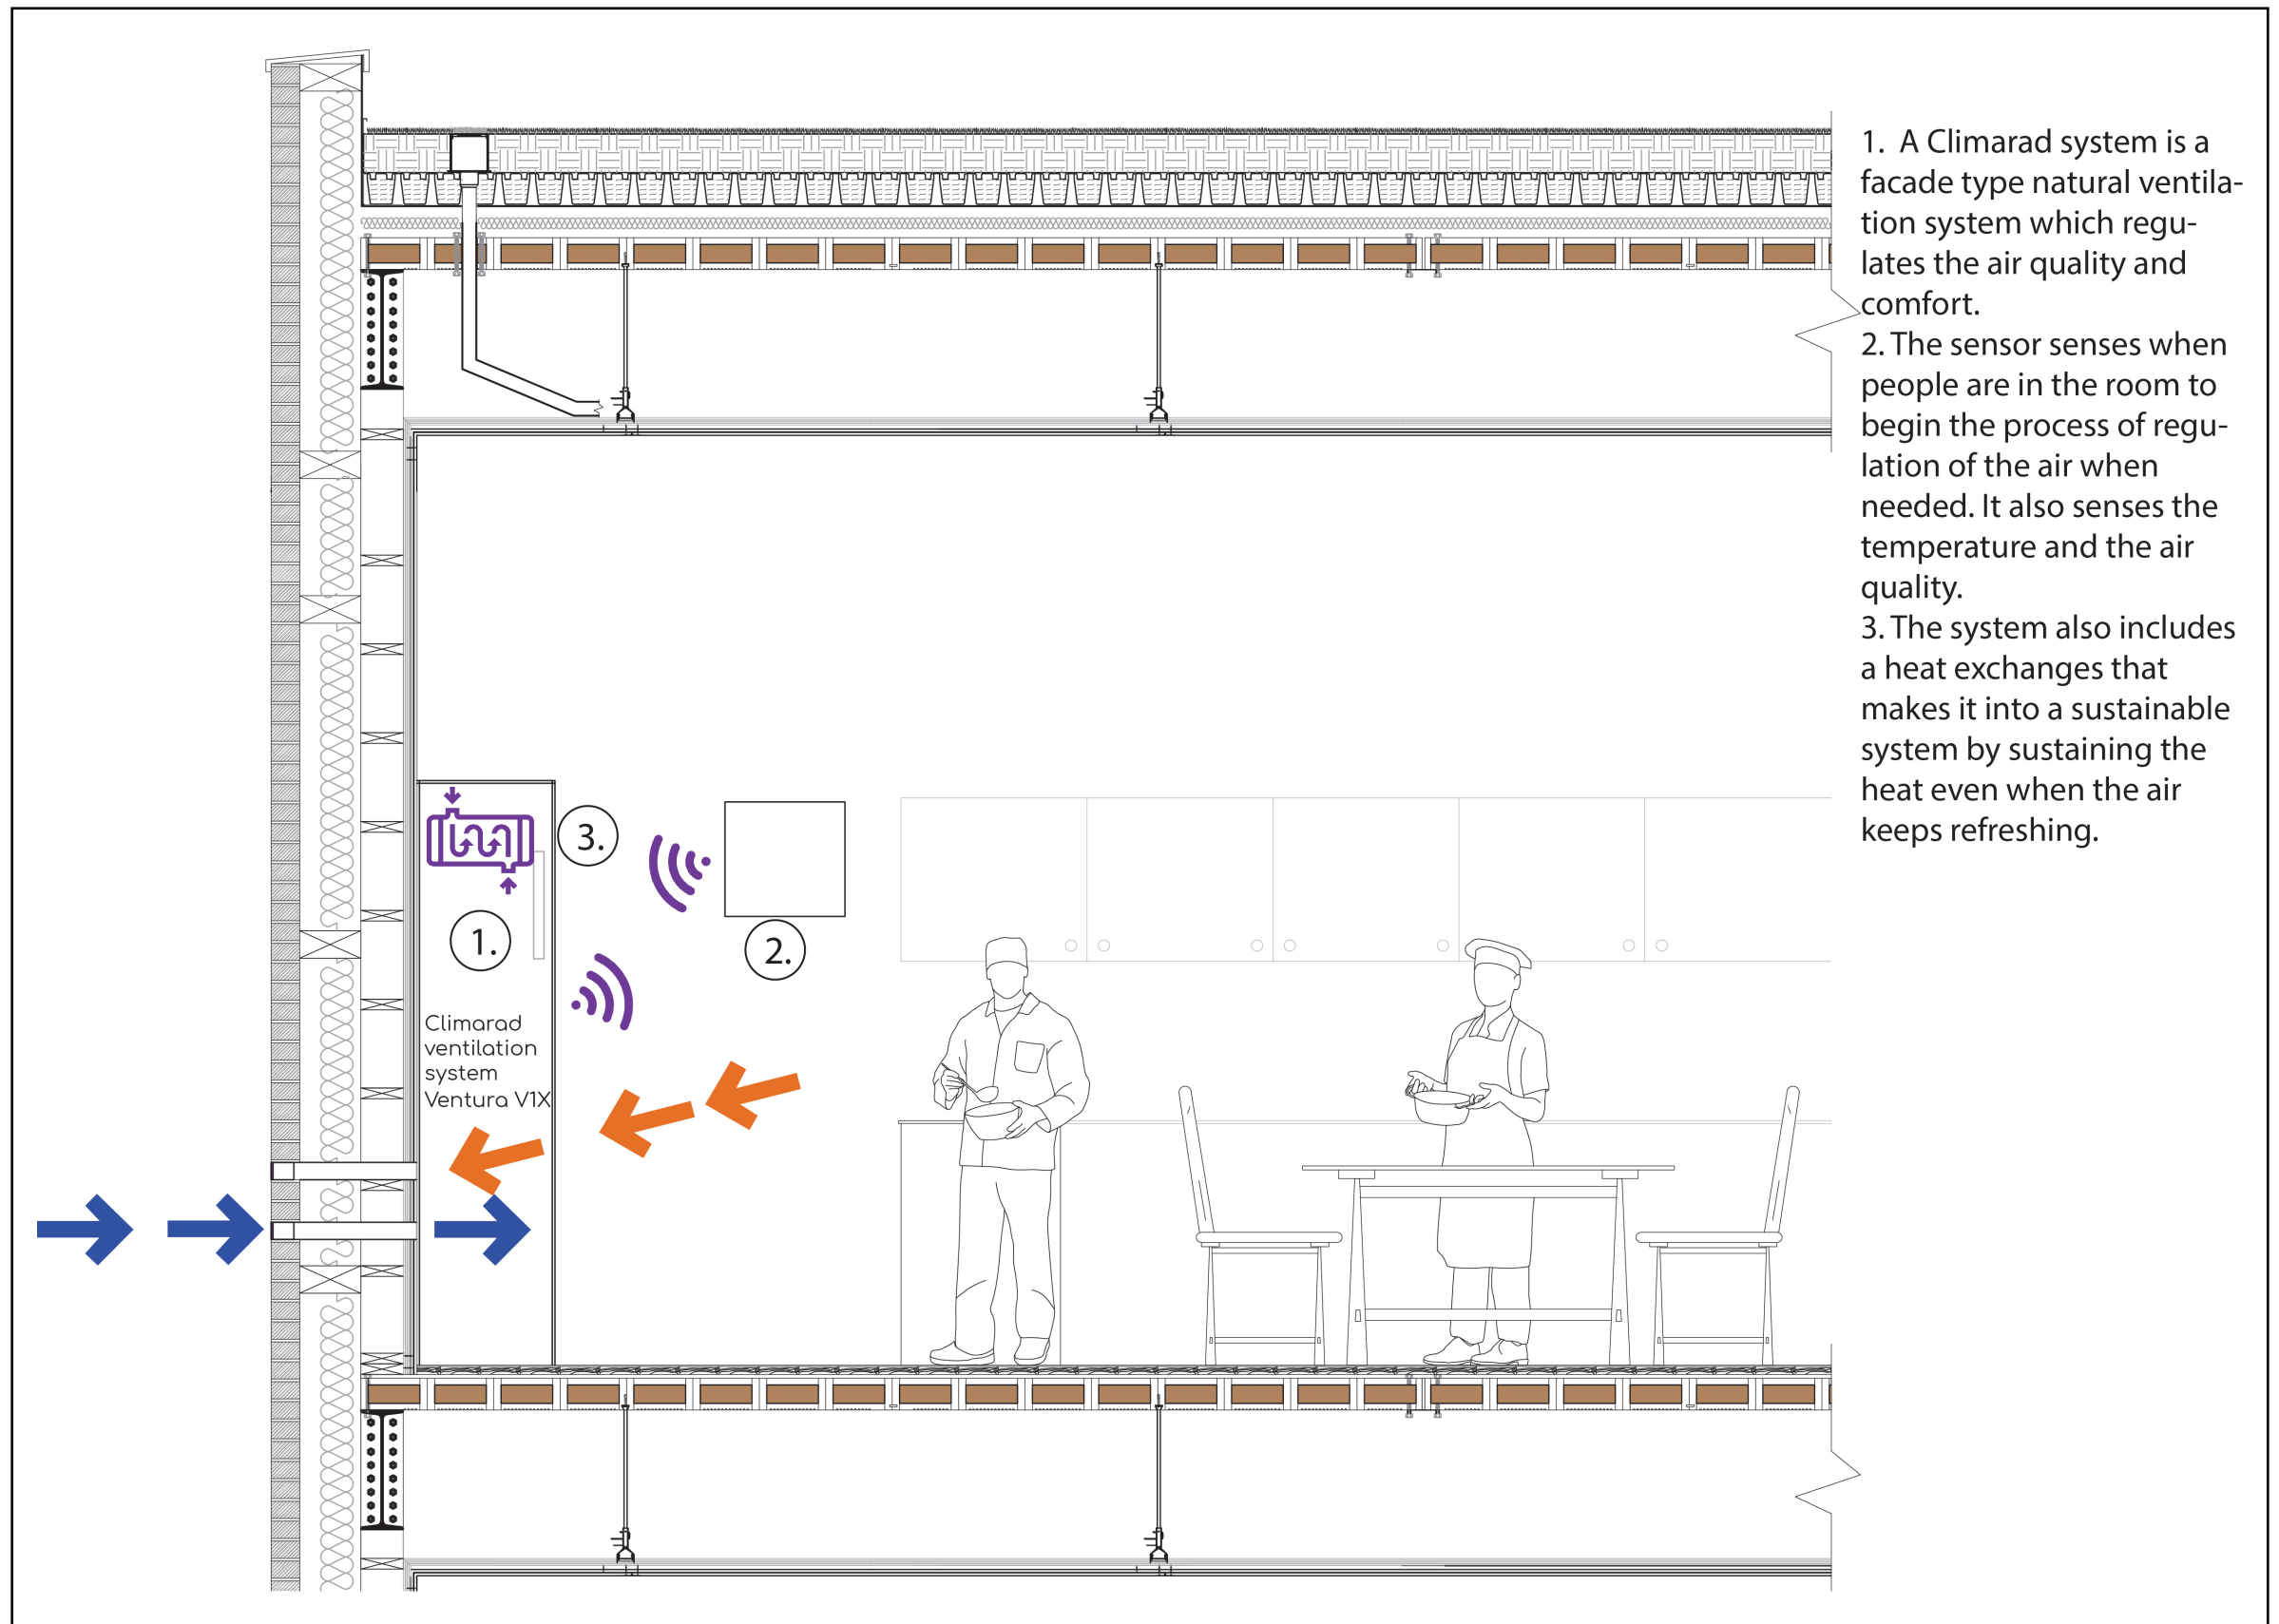 1. A Climarad system is a
facade type natural ventila-
tion system which regu-
lates the air quality and
comfort.
2. The sensor senses when
people are in the room to
begin the process of regu-
lation of the air when
needed. It also senses the
temperature and the air
quality.
3. The system also includes
a heat exchanges that
makes it into a sustainable
system by sustaining the
heat even when the air
keeps refreshing.
3.
1.
2.
Climarad
ventilation
system
Ventura V1X